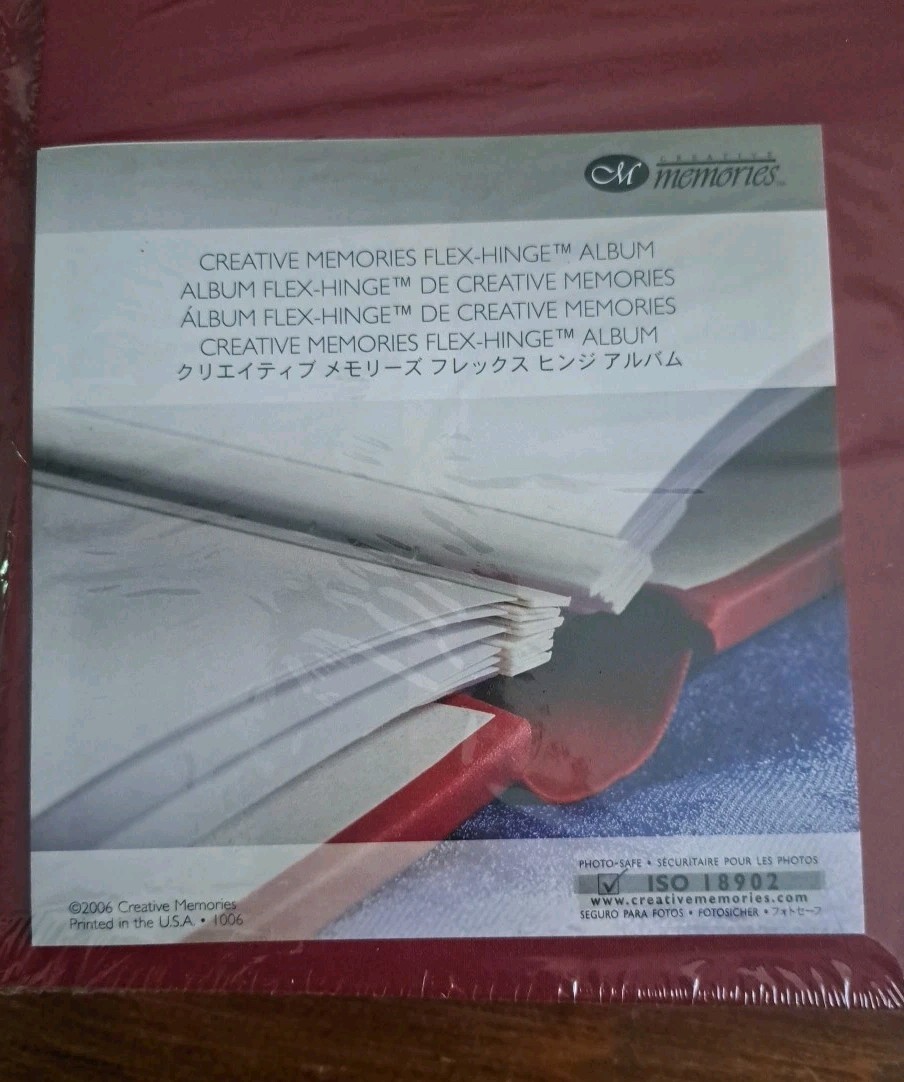 M CREATIVE
memories™
CREATIVE MEMORIES FLEX-HINGE™ ALBUM
ALBUM FLEX-HINGE™ DE CREATIVE MEMORIES
ÁLBUM FLEX-HINGE™ DE CREATIVE MEMORIES
CREATIVE MEMORIES FLEX-HINGE™ ALBUM
クリエイティブ メモリーズ フレックス ヒンジ アルバム
PHOTO-SAFE • SÉCURITAIRE POUR LES PHOTOS
ISO 18902
www.creativememories.com
SEGURO PARA FOTOS • FOTOSICHER • フォトセーフ
©2006 Creative Memories
Printed in the U.S.A. • 1006